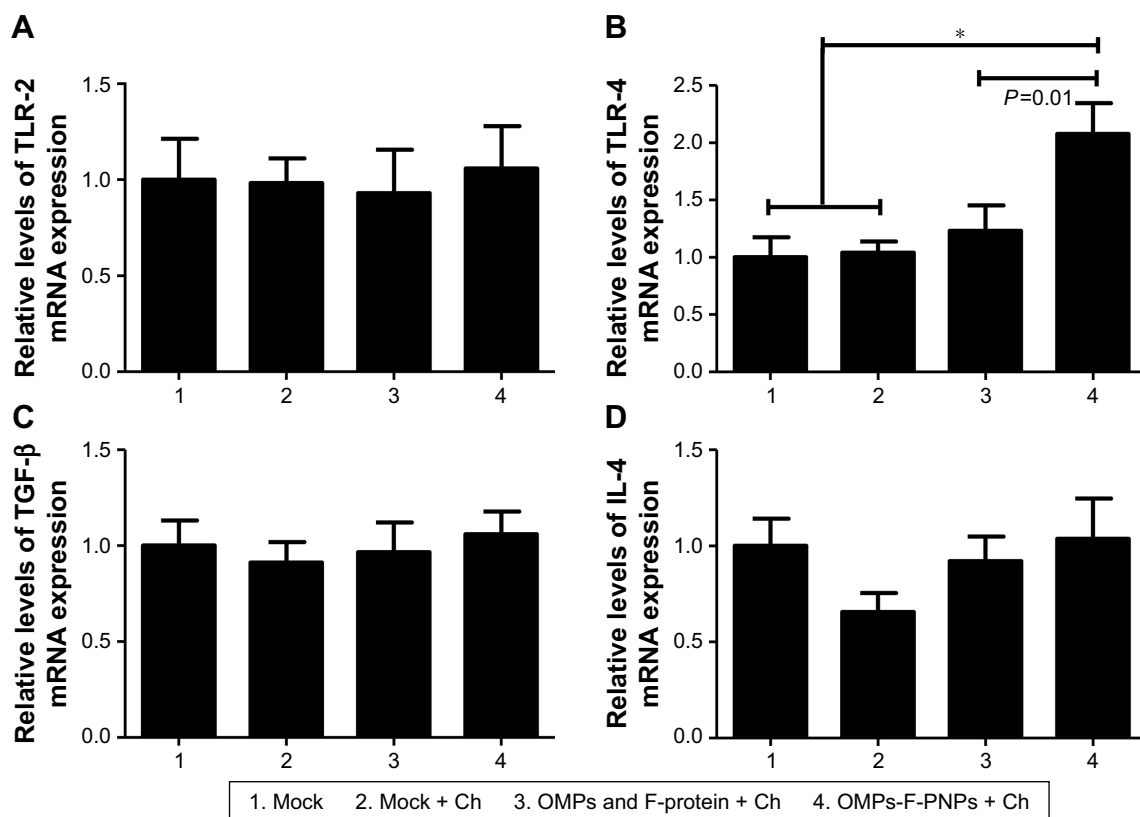 A
Relative levels of TLR-2
mRNA expression
1.5
1.0
0.5
0.0
1 2 3 4
B
Relative levels of TLR-4
mRNA expression
*
P=0.01
2.5
2.0
1.5
1.0
0.5
0.0
1 2 3 4
C
Relative levels of TGF-β
mRNA expression
1.5
1.0
0.5
0.0
1 2 3 4
D
Relative levels of IL-4
mRNA expression
1.5
1.0
0.5
0.0
1 2 3 4
1. Mock 2. Mock + Ch 3. OMPs and F-protein + Ch 4. OMPs-F-PNPs + Ch